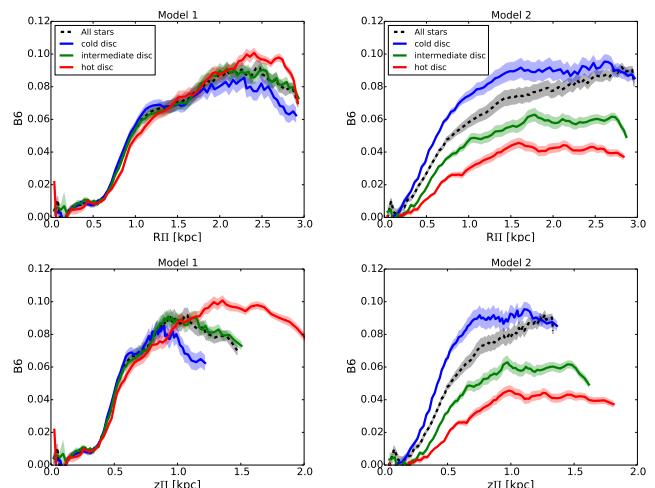 Model 1
Model 2
0.12
0.10
0.08
0.06
0.04
0.02
0.00
B6
All stars
cold disc
intermediate disc
hot disc
0.0 0.5 1.0 1.5 2.0 2.5 3.0
RII [kpc]
0.12
0.10
0.08
0.06
0.04
0.02
0.00
B6
All stars
cold disc
intermediate disc
hot disc
0.0 0.5 1.0 1.5 2.0 2.5 3.0
RII [kpc]
Model 1
Model 2
0.12
0.10
0.08
0.06
0.04
0.02
0.00
B6
0.0 0.5 1.0 1.5 2.0
zII [kpc]
0.12
0.10
0.08
0.06
0.04
0.02
0.00
B6
0.0 0.5 1.0 1.5 2.0
zII [kpc]